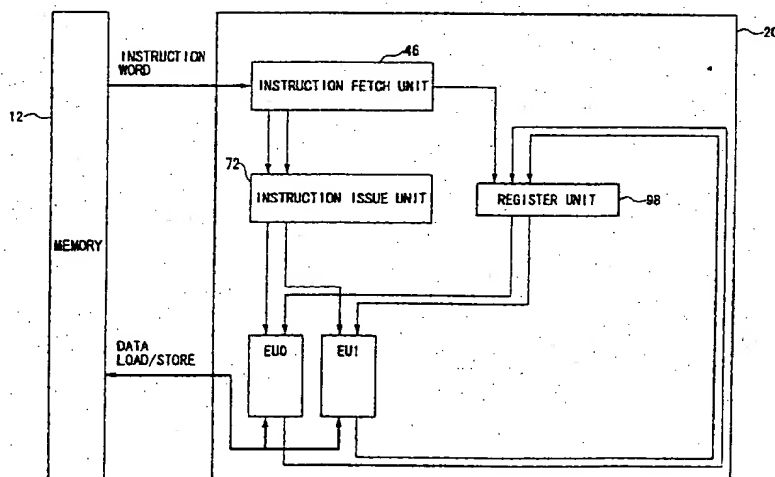 46
20
INSTRUCTION
WORD
INSTRUCTION FETCH UNIT
12
72
INSTRUCTION ISSUE UNIT
REGISTER UNIT
98
MEMORY
DATA
LOAD/STORE
EU0
EU1